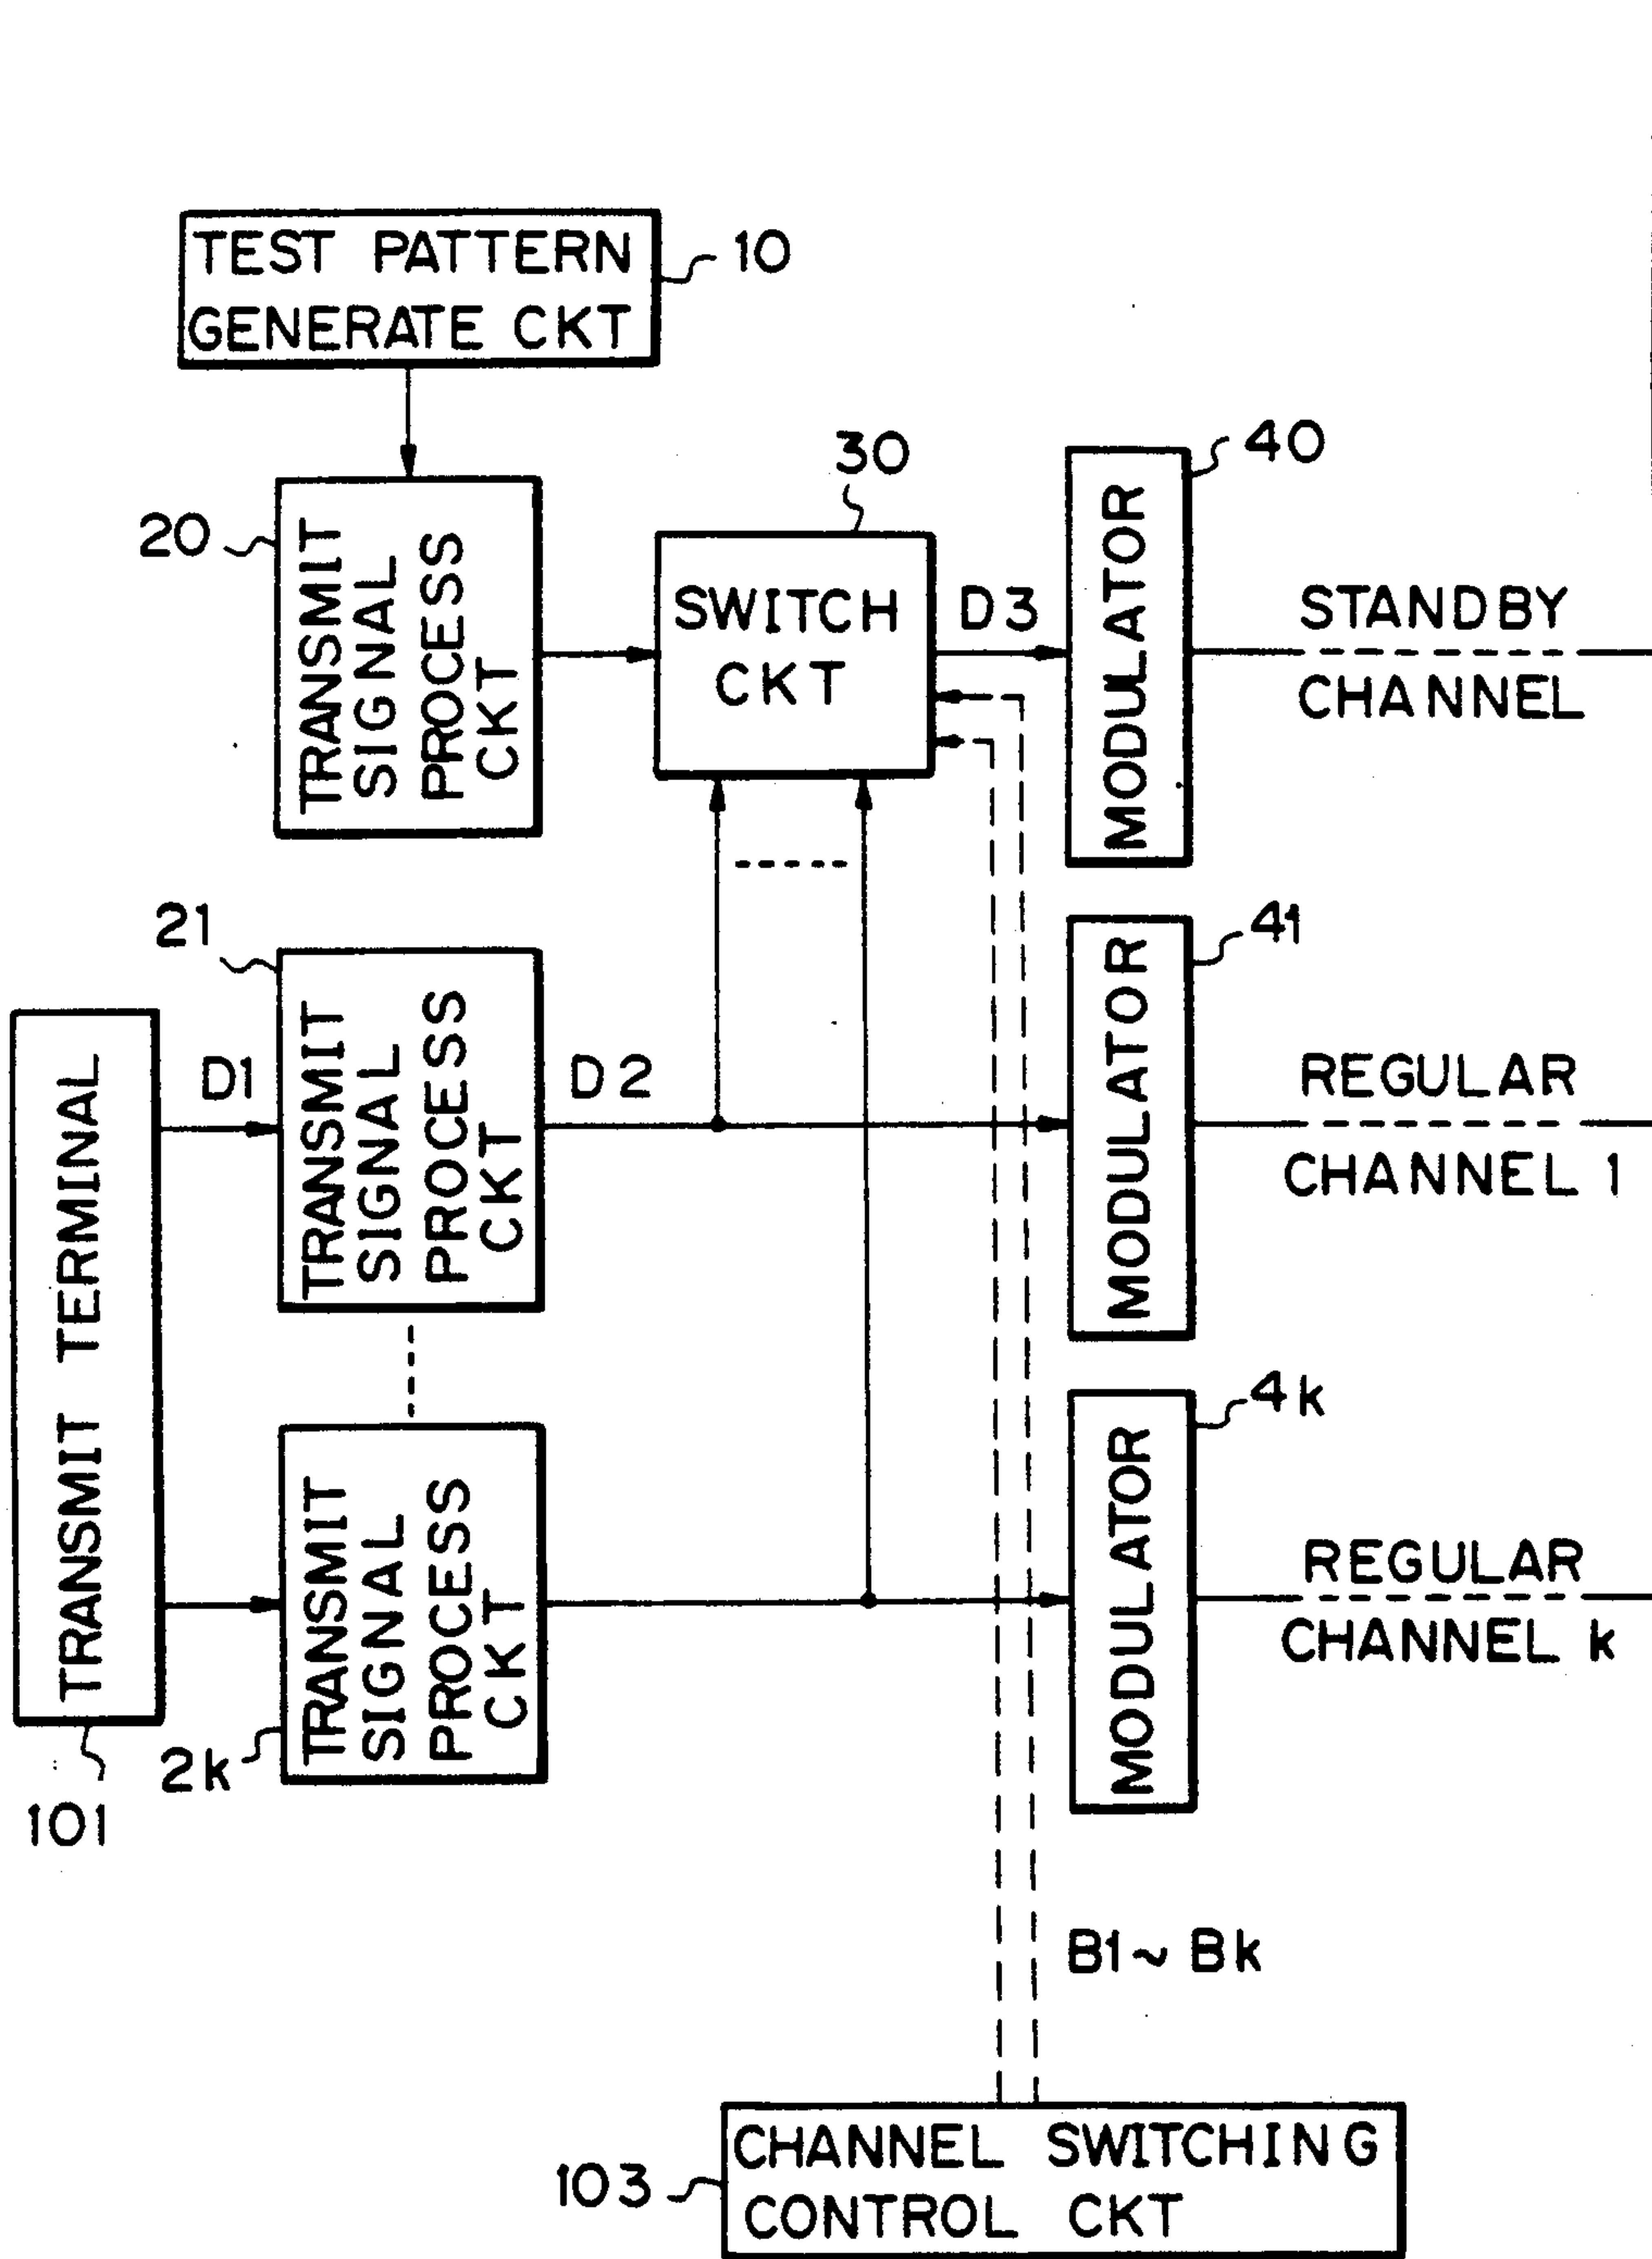 TEST PATTERN
GENERATE CKT
10
20
TRANSMIT
SIGNAL
PROCESS
CKT
30
SWITCH
CKT
D3
40
MODULATOR
STANDBY
CHANNEL
21
TRANSMIT
SIGNAL
PROCESS
CKT
41
MODULATOR
REGULAR
CHANNEL 1
TRANSMIT TERMINAL
101
D1
D2
2k
TRANSMIT
SIGNAL
PROCESS
CKT
4k
MODULATOR
REGULAR
CHANNEL k
B1~Bk
103
CHANNEL SWITCHING
CONTROL CKT